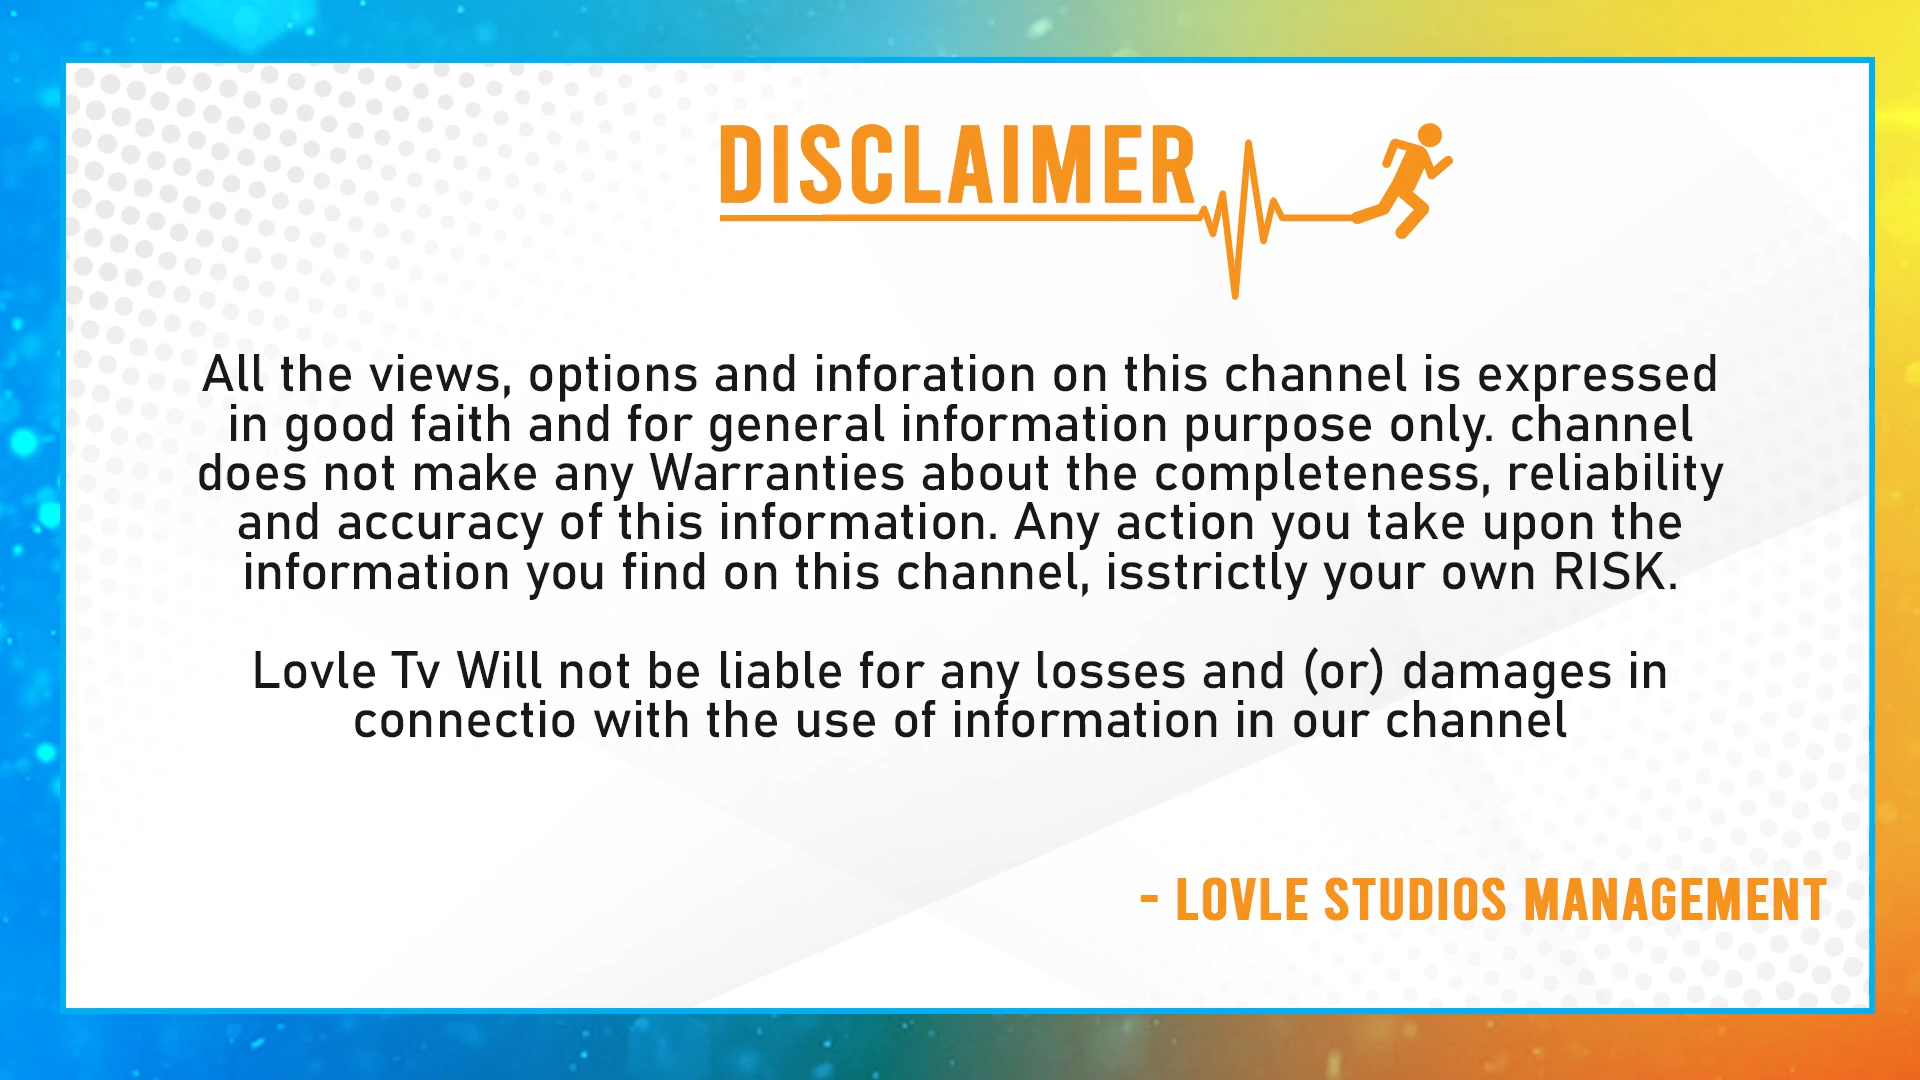 DISCLAIMER
All the views, options and inforation on this channel is expressed
in good faith and for general information purpose only. channel
does not make any Warranties about the completeness, reliability
and accuracy of this information. Any action you take upon the
information you find on this channel, isstrictly your own RISK.
Lovle Tv Will not be liable for any losses and (or) damages in
connectio with the use of information in our channel
- LOVLE STUDIOS MANAGEMENT